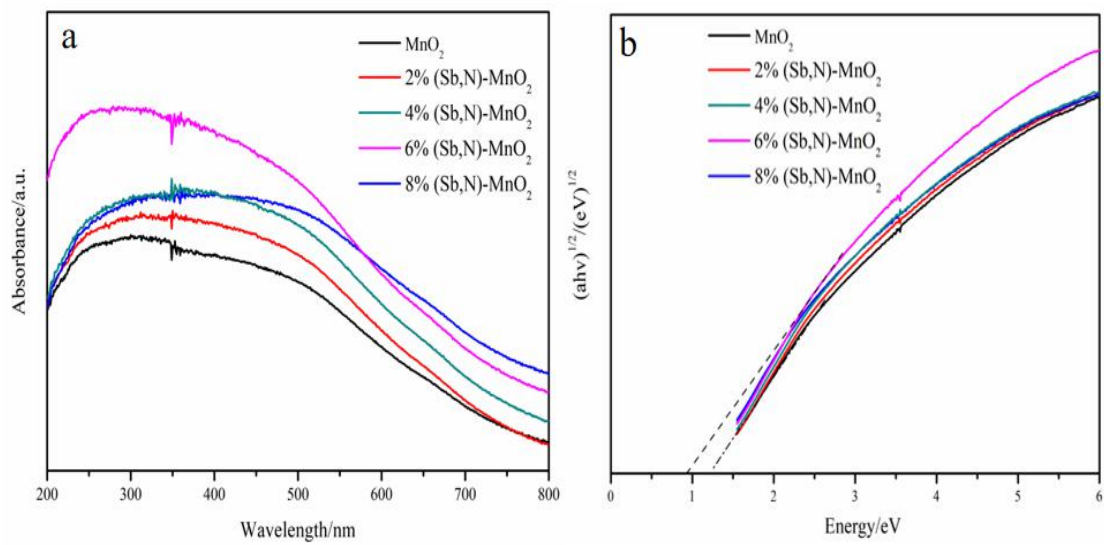 a
MnO2
2% (Sb,N)-MnO2
4% (Sb,N)-MnO2
6% (Sb,N)-MnO2
8% (Sb,N)-MnO2
Absorbance/a.u.
200 300 400 500 600 700 800
Wavelength/nm
b
MnO2
2% (Sb,N)-MnO2
4% (Sb,N)-MnO2
6% (Sb,N)-MnO2
8% (Sb,N)-MnO2
(ahv)1/2/(eV)1/2
0 1 2 3 4 5 6
Energy/eV